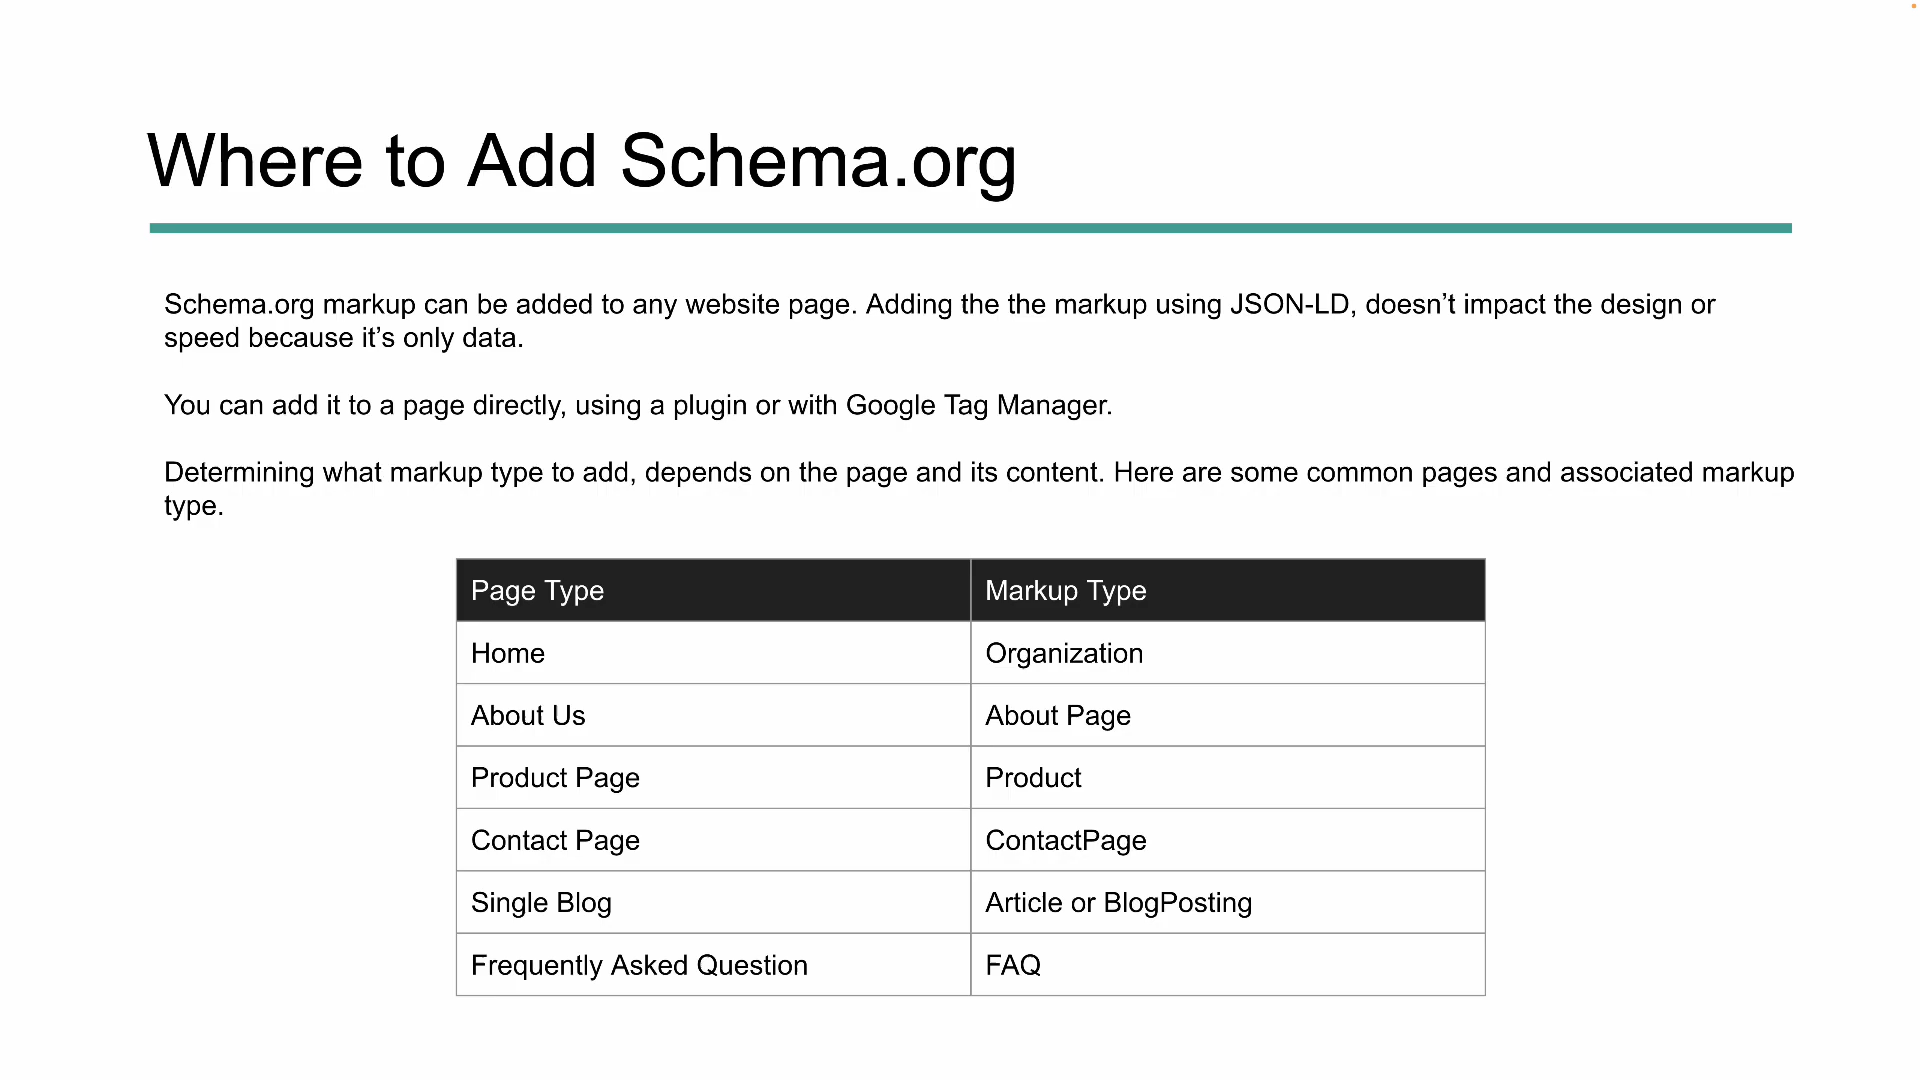 Where to Add Schema.org
Schema.org markup can be added to any website page. Adding the the markup using JSON-LD, doesn’t impact the design or
speed because it’s only data.
You can add it to a page directly, using a plugin or with Google Tag Manager.
Determining what markup type to add, depends on the page and its content. Here are some common pages and associated markup
type.
Page Type Markup Type
Home Organization
About Us About Page
Product Page Product
Contact Page ContactPage
Single Blog Article or BlogPosting
Frequently Asked Question FAQ